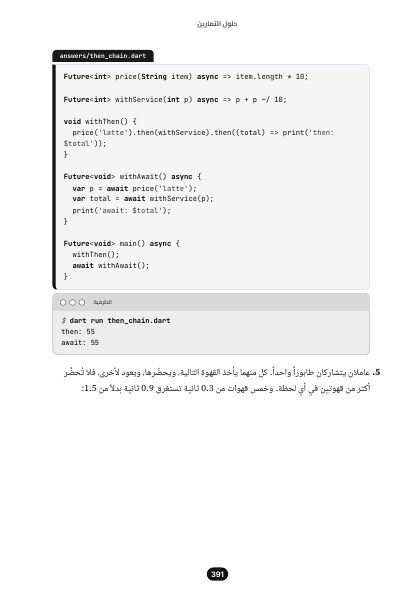 حلول التمارين
answers/then_chain.dart
Future<int> price(String item) async => item.length * 10;
Future<int> withService(int p) async => p + p ~/ 10;
void withThen() {
price('latte').then(withService).then((total) => print('then:
$total'));
}
Future<void> withAwait() async {
var p = await price('latte');
var total = await withService(p);
print('await: $total');
}
Future<void> main() async {
withThen();
await withAwait();
}
الطرفية
$ dart run then_chain.dart
then: 55
await: 55
5. عاملان يتشاركان طابوراً واحداً. كل منهما يأخذ القهوة التالية، ويحضّرها، ويعود لأخرى، فلا تُحضَّر
أكثر من قهوتين في أي لحظة. وخمس قهوات من 0.3 ثانية تستغرق 0.9 ثانية بدلاً من 1.5:
391